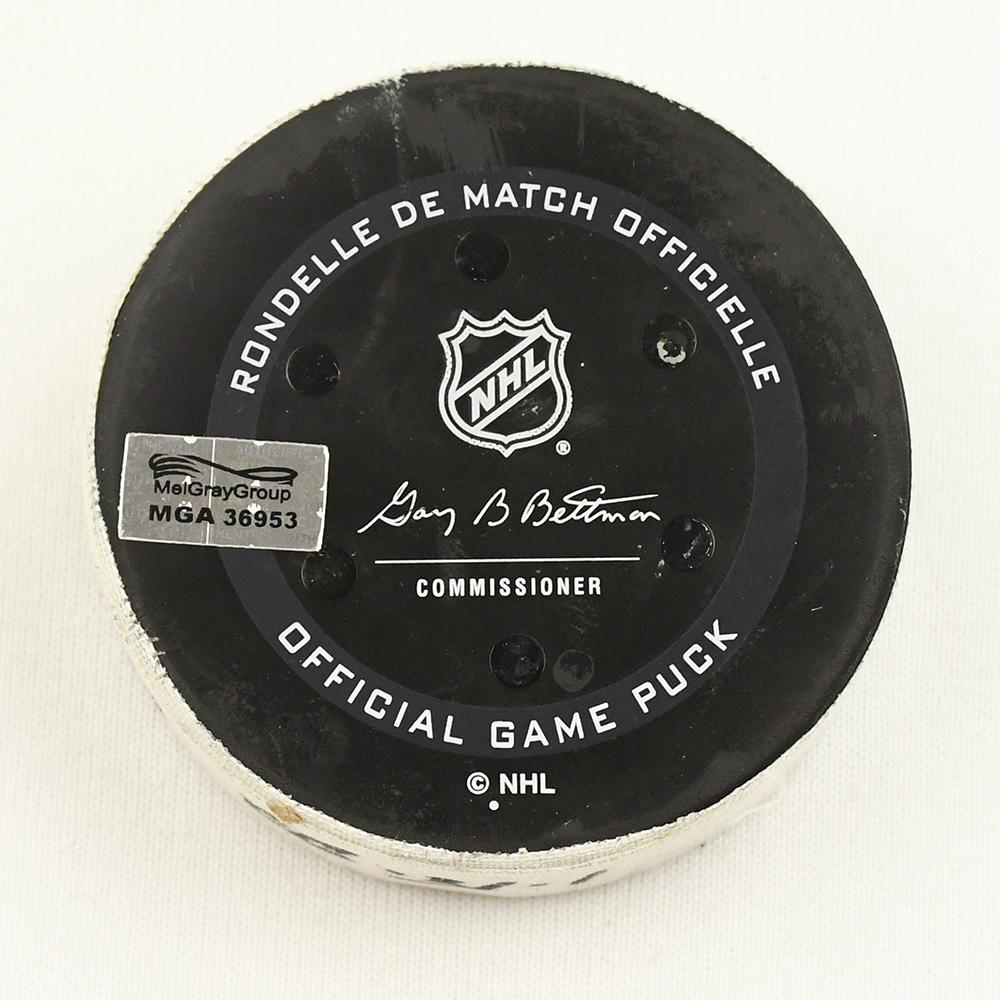 RONDELLE DE MATCH OFFICIELLE
NHL
®
MeiGrayGroup
MGA 36953
Gary B Bettman
COMMISSIONER
OFFICIAL GAME PUCK
© NHL